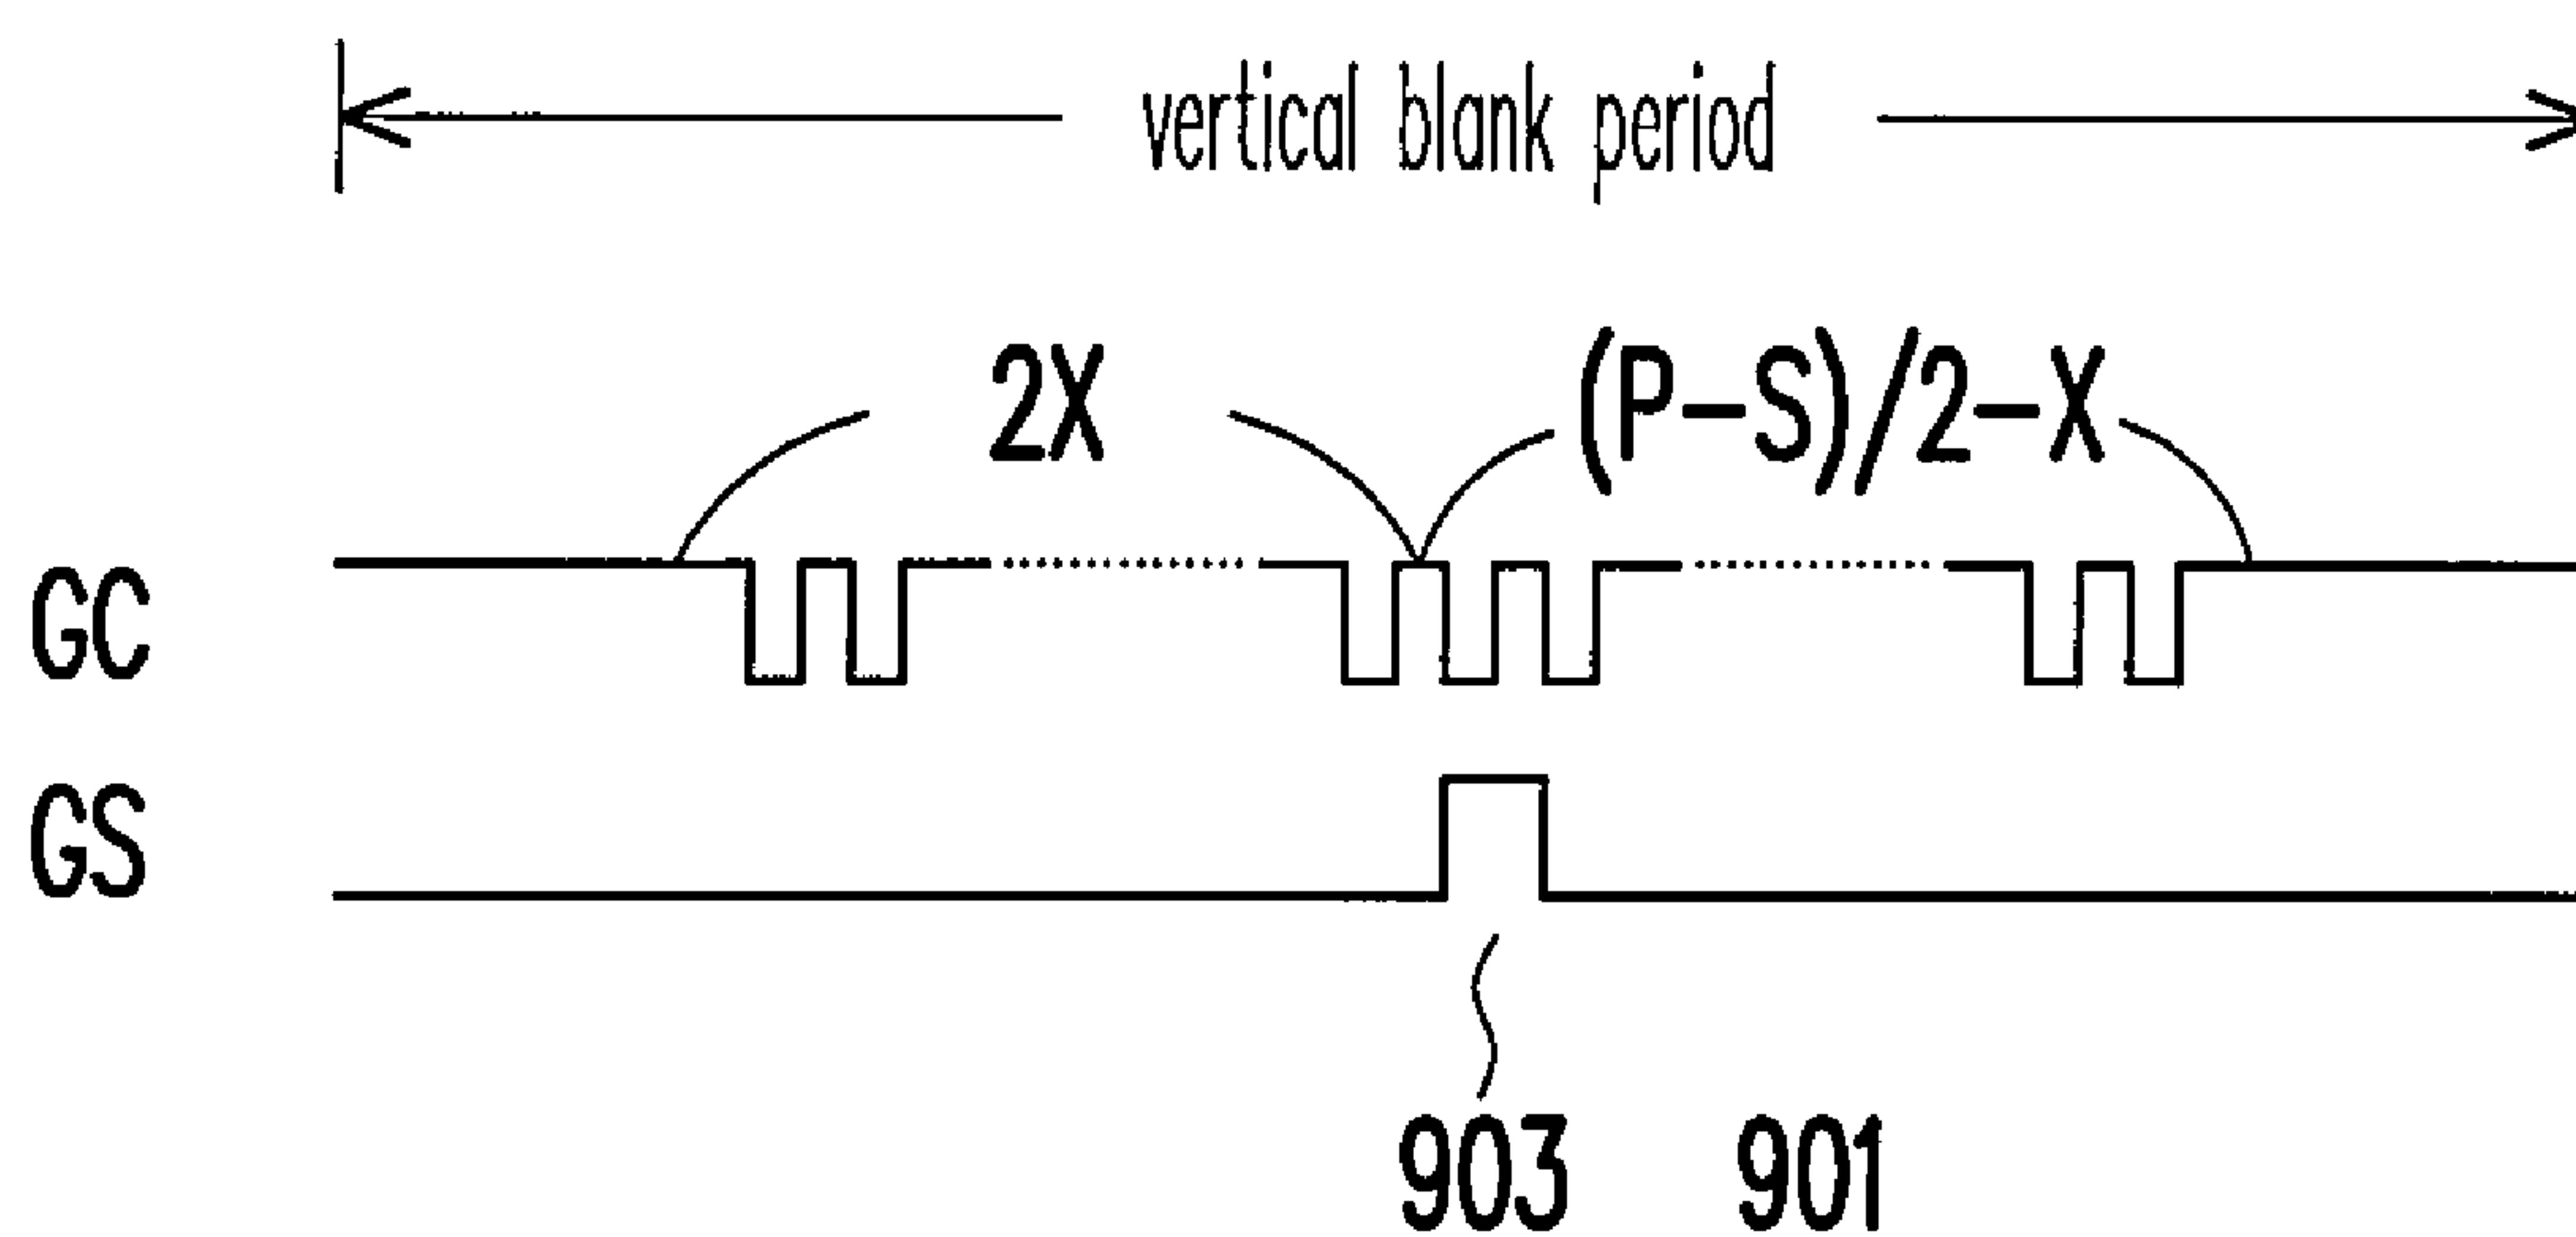 vertical blank period
2X
(P-S)/2-X
GC
GS
903
901